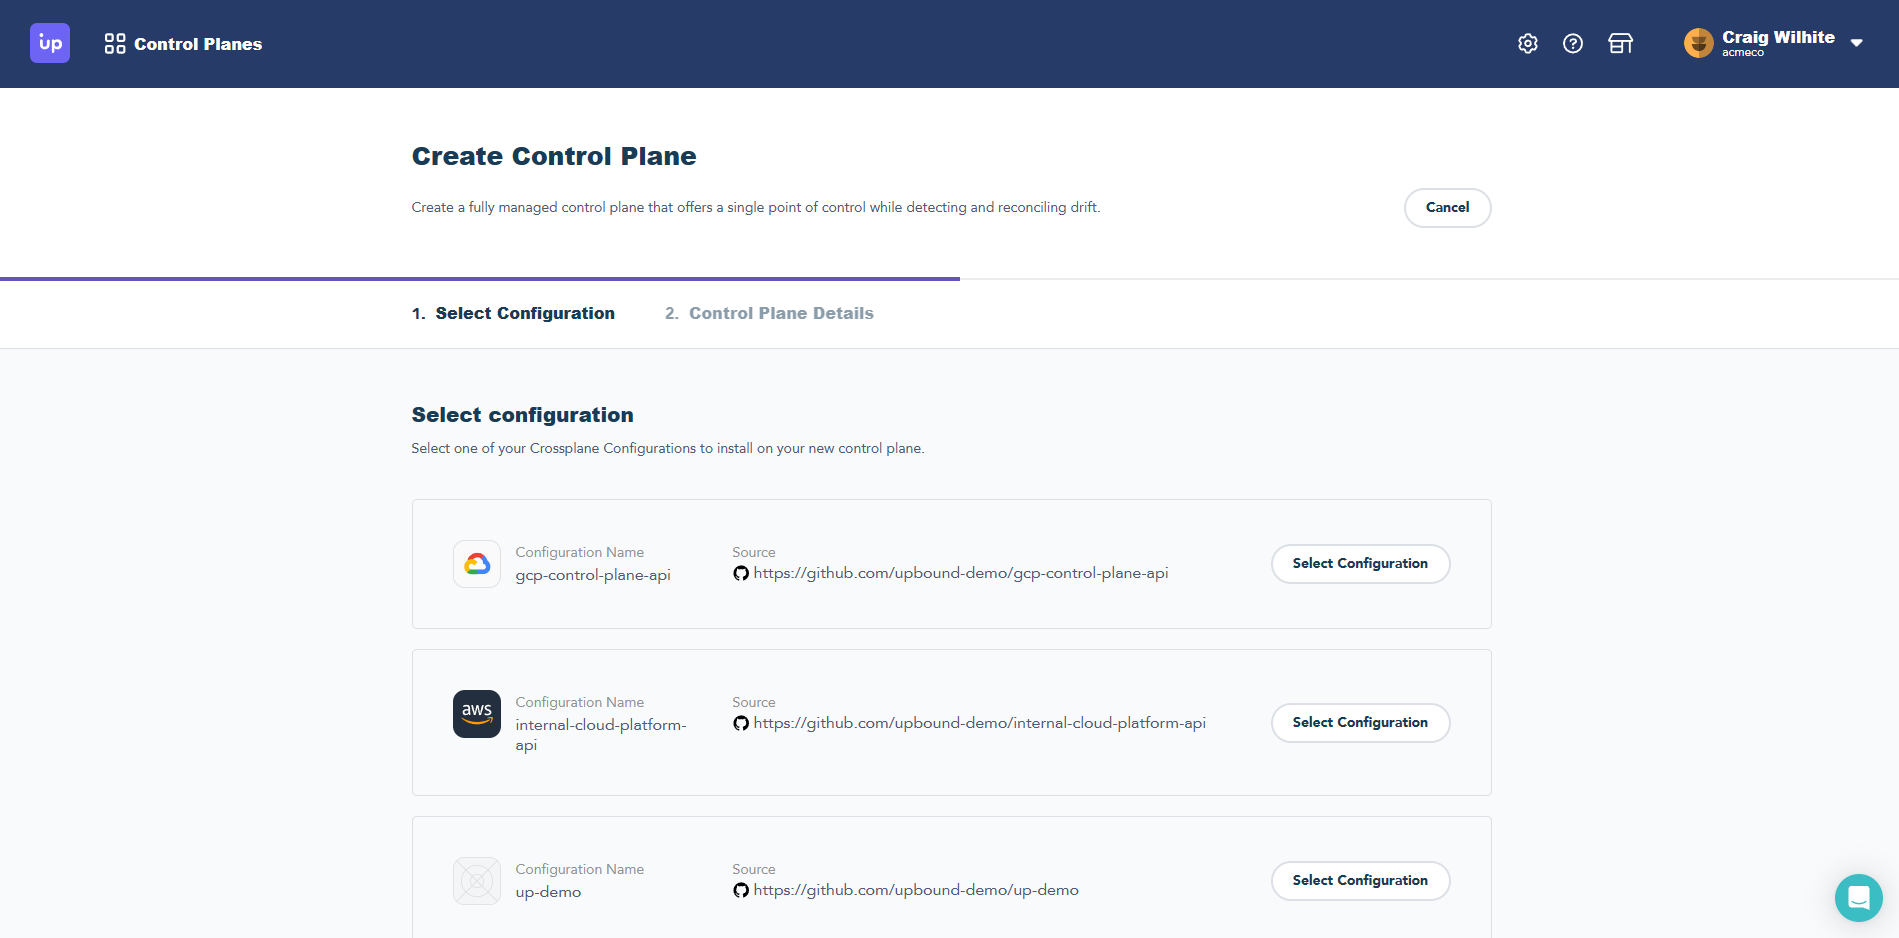 up
Control Planes
Craig Wilhite
acmeco
Create Control Plane
Create a fully managed control plane that offers a single point of control while detecting and reconciling drift.
Cancel
1. Select Configuration
2. Control Plane Details
Select configuration
Select one of your Crossplane Configurations to install on your new control plane.
Configuration Name
gcp-control-plane-api
Source
https://github.com/upbound-demo/gcp-control-plane-api
Select Configuration
aws
Configuration Name
internal-cloud-platform-
api
Source
https://github.com/upbound-demo/internal-cloud-platform-api
Select Configuration
Configuration Name
up-demo
Source
https://github.com/upbound-demo/up-demo
Select Configuration